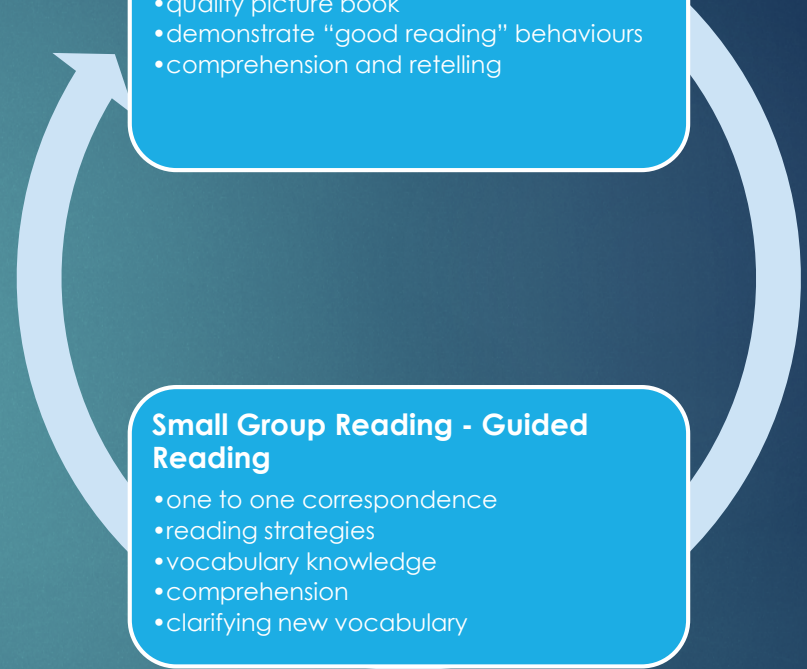 •quality picture book
•demonstrate “good reading” behaviours
•comprehension and retelling
Small Group Reading - Guided
Reading
•one to one correspondence
•reading strategies
•vocabulary knowledge
•comprehension
•clarifying new vocabulary